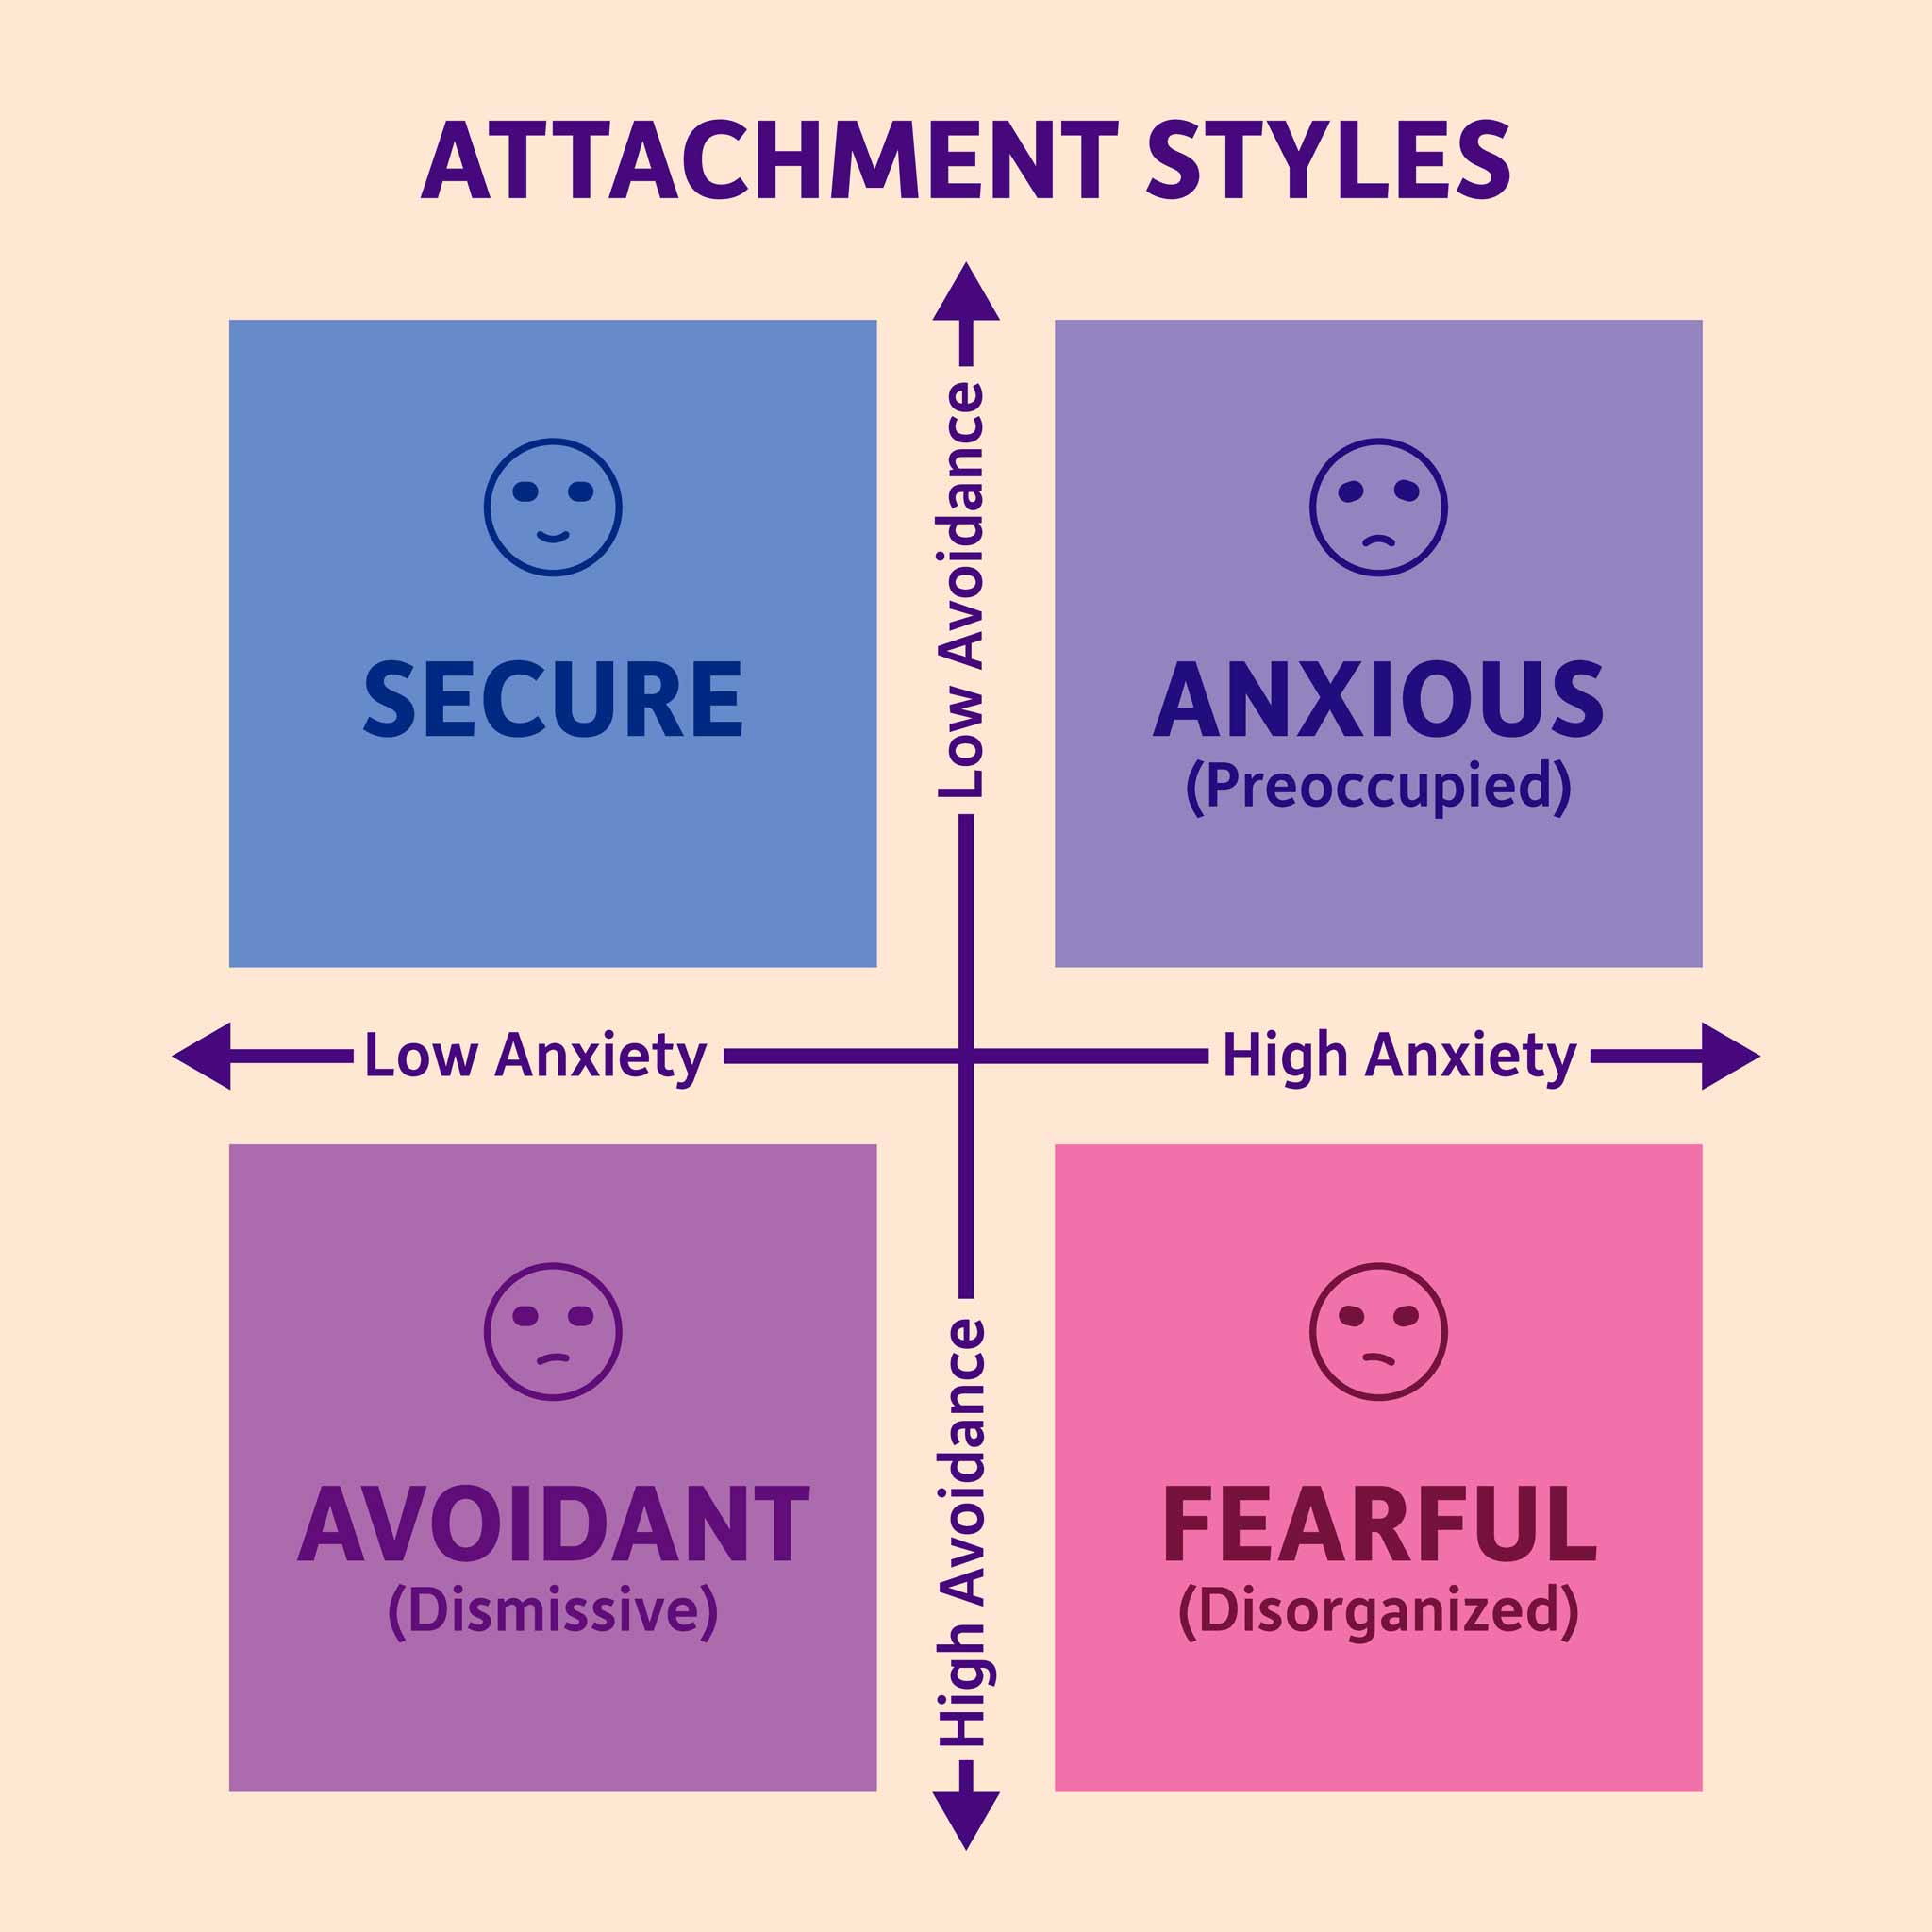 ATTACHMENT STYLES
Low Avoidance
SECURE
ANXIOUS
(Preoccupied)
Low Anxiety
High Anxiety
High Avoidance
AVOIDANT
(Dismissive)
FEARFUL
(Disorganized)